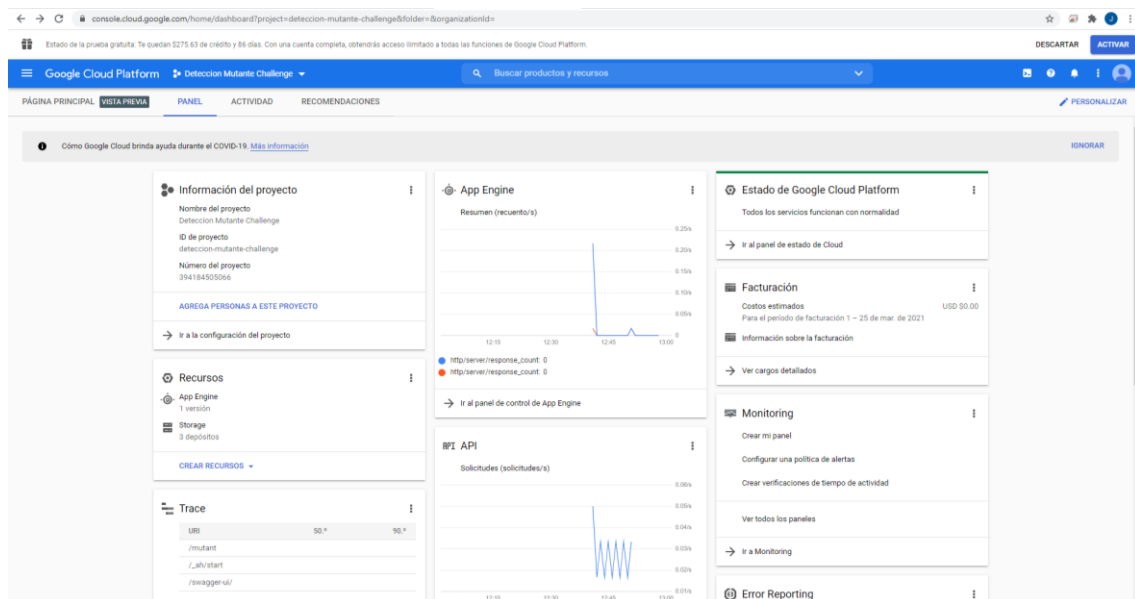 console.cloud.google.com/home/dashboard?project=deteccion-mutante-challenge&folder=&organizationId=
Estado de la prueba gratuita: Te quedan $275.63 de crédito y 86 días. Con una cuenta completa, obtendrás acceso ilimitado a todas las funciones de Google Cloud Platform.
DESCARTAR
ACTIVAR
Google Cloud Platform
Deteccion Mutante Challenge
Buscar productos y recursos
PÁGINA PRINCIPAL
VISTA PREVIA
PANEL
ACTIVIDAD
RECOMENDACIONES
PERSONALIZAR
Cómo Google Cloud brinda ayuda durante el COVID-19. Más información
IGNORAR
Información del proyecto
Nombre del proyecto
Deteccion Mutante Challenge
ID de proyecto
deteccion-mutante-challenge
Número del proyecto
394184505066
AGREGA PERSONAS A ESTE PROYECTO
Ir a la configuración del proyecto
Recursos
App Engine
1 versión
Storage
3 depósitos
CREAR RECURSOS
Trace
URI 50.º 90.º
/mutant
/_ah/start
/swagger-ui/
App Engine
Resumen (recuento/s)
0.25/s
0.20/s
0.15/s
0.10/s
0.05/s
0
12:15 12:30 12:45 13:00
http/server/response_count: 0
http/server/response_count: 0
Ir al panel de control de App Engine
API API
Solicitudes (solicitudes/s)
0.06/s
0.05/s
0.04/s
0.03/s
0.02/s
0.01/s
12:15 12:30 12:45 13:00
Estado de Google Cloud Platform
Todos los servicios funcionan con normalidad
Ir al panel de estado de Cloud
Facturación
Costos estimados USD $0.00
Para el período de facturación 1 – 25 de mar. de 2021
Información sobre la facturación
Ver cargos detallados
Monitoring
Crear mi panel
Configurar una política de alertas
Crear verificaciones de tiempo de actividad
Ver todos los paneles
Ir a Monitoring
Error Reporting